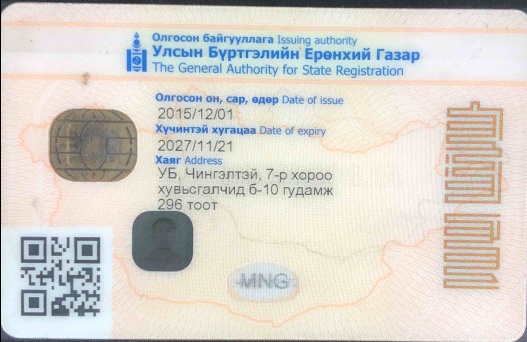 Олгосон байгууллага Issuing authority
Улсын Бүртгэлийн Ерөнхий Газар
The General Authority for State Registration
Олгосон он, сар, өдөр Date of issue
2015/12/01
Хүчинтэй хугацаа Date of expiry
2027/11/21
Хаяг Address
УБ, Чингэлтэй, 7-р хороо
хувьсгалчид б-10 гудамж
296 тоот
MNG